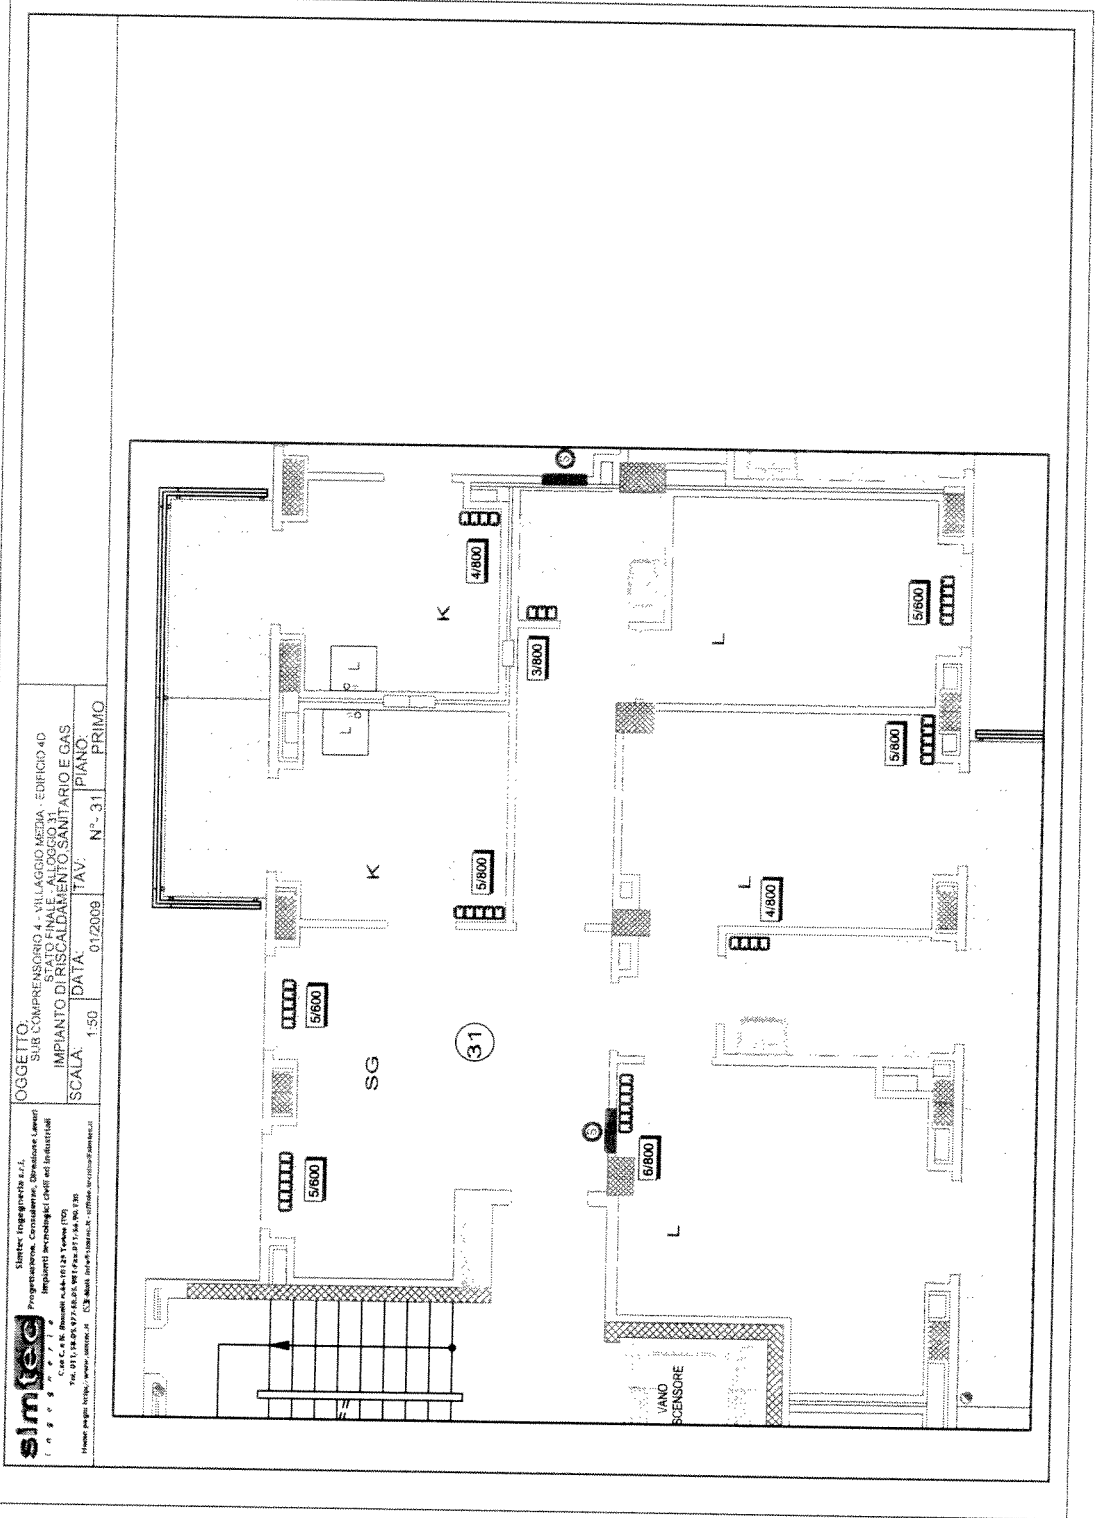 simtec
ingegneria
Simtec Ingegneria s.r.l.
Progettazione, Consulenze, Direzione Lavori
Impianti tecnologici civili ed industriali
OGGETTO:
SUB COMPRENSORIO 4 - VILLAGGIO MEDIA - EDIFICIO 4D
STATO FINALE - ALLOGGIO 31
IMPIANTO DI RISCALDAMENTO,SANITARIO E GAS
SCALA: 1:50
DATA: 01/2009
TAV: N°- 31
PIANO: PRIMO
5/600
5/600
SG
31
5/800
K
L
L
K
4/800
3/800
S
S
6/800
L
4/800
L
5/800
L
5/600
VANO
SCENSORE